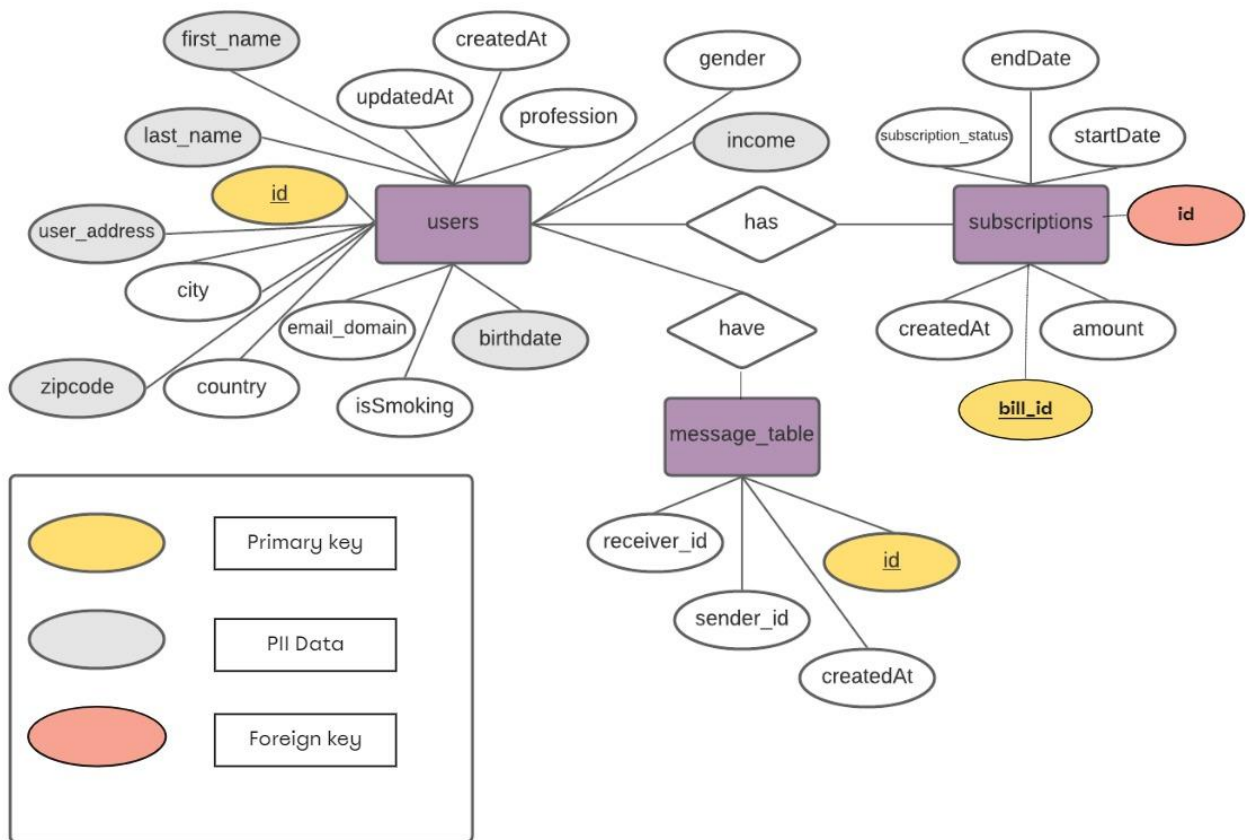 first_name
createdAt
gender
endDate
updatedAt
profession
last_name
income
subscription_status
startDate
id
users
has
subscriptions
id
user_address
city
email_domain
birthdate
have
createdAt
amount
zipcode
country
isSmoking
bill_id
message_table
receiver_id
id
sender_id
createdAt
Primary key
PII Data
Foreign key